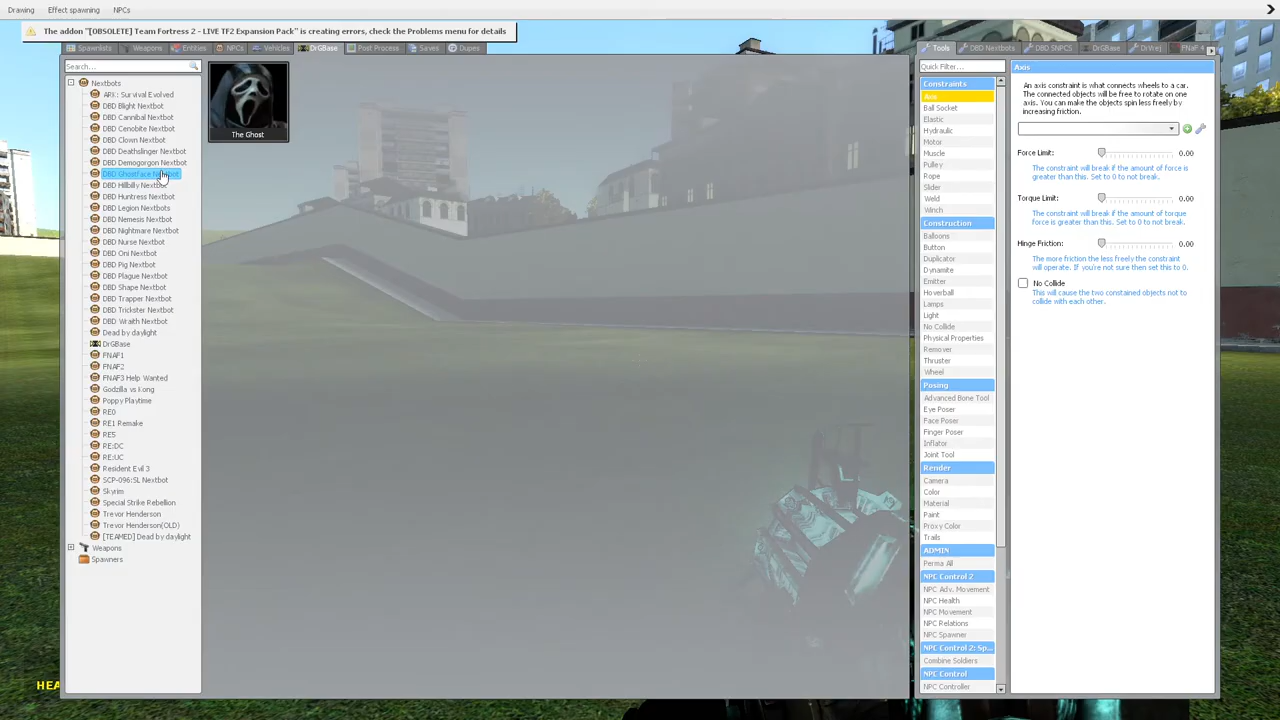 Drawing Effect spawning NPCs
The addon "[OBSOLETE] Team Fortress 2 - LIVE TF2 Expansion Pack" is creating errors, check the Problems menu for details
Spawnlists Weapons Entities NPCs Vehicles DrGBase Post Process Saves Dupes
Search...
Nextbots
ARK: Survival Evolved
DBD Blight Nextbot
DBD Cannibal Nextbot
DBD Cenobite Nextbot
DBD Clown Nextbot
DBD Deathslinger Nextbot
DBD Demogorgon Nextbot
DBD Ghostface Nextbot
DBD Hillbilly Nextbot
DBD Huntress Nextbot
DBD Legion Nextbots
DBD Nemesis Nextbot
DBD Nightmare Nextbot
DBD Nurse Nextbot
DBD Oni Nextbot
DBD Pig Nextbot
DBD Plague Nextbot
DBD Shape Nextbot
DBD Trapper Nextbot
DBD Trickster Nextbot
DBD Wraith Nextbot
Dead by daylight
DrGBase
FNAF1
FNAF2
FNAF3 Help Wanted
Godzilla vs Kong
Poppy Playtime
RE0
RE1 Remake
RE5
RE:DC
RE:UC
Resident Evil 3
SCP-096:SL Nextbot
Skyrim
Special Strike Rebellion
Trevor Henderson
Trevor Henderson(OLD)
[TEAMED] Dead by daylight
Weapons
Spawners
The Ghost
HEA
Tools DBD Nextbots DBD SNPCS DrGBase DrVrej FNaF 4
Quick Filter...
Constraints
Axis
Ball Socket
Elastic
Hydraulic
Motor
Muscle
Pulley
Rope
Slider
Weld
Winch
Construction
Balloons
Button
Duplicator
Dynamite
Emitter
Hoverball
Lamps
Light
No Collide
Physical Properties
Remover
Thruster
Wheel
Posing
Advanced Bone Tool
Eye Poser
Face Poser
Finger Poser
Inflator
Joint Tool
Render
Camera
Color
Material
Paint
Proxy Color
Trails
ADMIN
Perma All
NPC Control 2
NPC Adv. Movement
NPC Health
NPC Movement
NPC Relations
NPC Spawner
NPC Control 2: Sp...
Combine Soldiers
NPC Control
NPC Controller
Axis
An axis constraint is what connects wheels to a car.
The connected objects will be free to rotate on one
axis. You can make the objects spin less freely by
increasing friction.
Force Limit: 0.00
The constraint will break if the amount of force is
greater than this. Set to 0 to not break.
Torque Limit: 0.00
The constraint will break if the amount of torque
force is greater than this. Set to 0 to not break.
Hinge Friction: 0.00
The more friction the less freely the constraint
will operate. If you're not sure then set this to 0.
No Collide
This will cause the two constained objects not to
collide with each other.